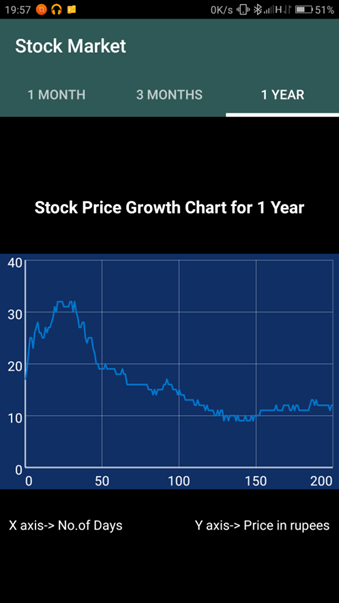 19:57 0K/s H 51%
Stock Market
1 MONTH 3 MONTHS 1 YEAR
Stock Price Growth Chart for 1 Year
40
30
20
10
0
0 50 100 150 200
X axis-> No.of Days Y axis-> Price in rupees